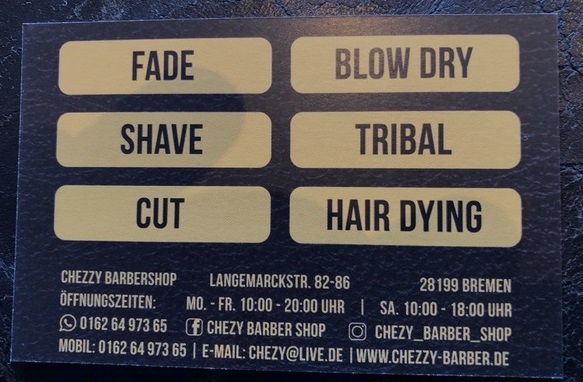 FADE BLOW DRY
SHAVE TRIBAL
CUT HAIR DYING
CHEZZY BARBERSHOP LANGEMARCKSTR. 82-86 28199 BREMEN
ÖFFNUNGSZEITEN: MO. - FR. 10:00 - 20:00 UHR | SA. 10:00 - 18:00 UHR
0162 64 973 65 CHEZY BARBER SHOP CHEZY_BARBER_SHOP
MOBIL: 0162 64 973 65 | E-MAIL: CHEZY@LIVE.DE | WWW.CHEZZY-BARBER.DE